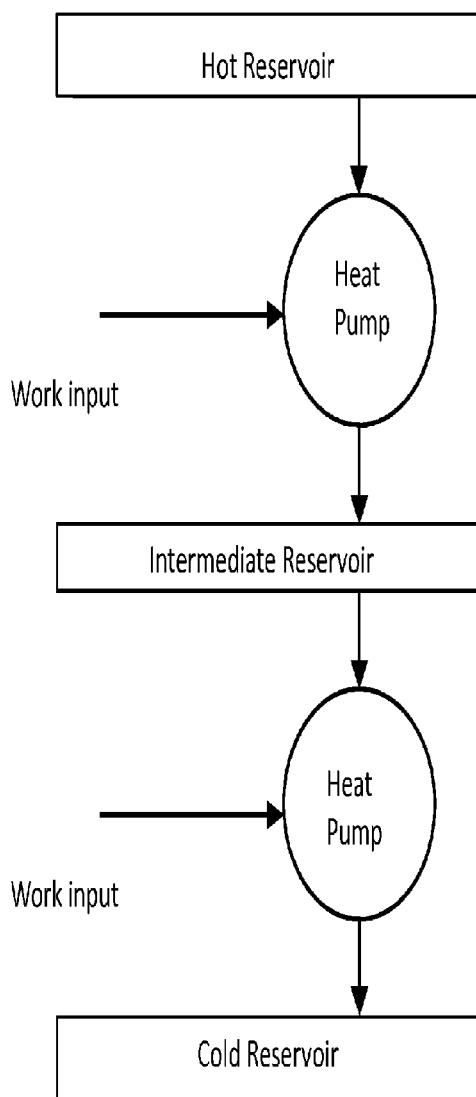 Hot Reservoir
Heat
Pump
Work input
Intermediate Reservoir
Heat
Pump
Work input
Cold Reservoir